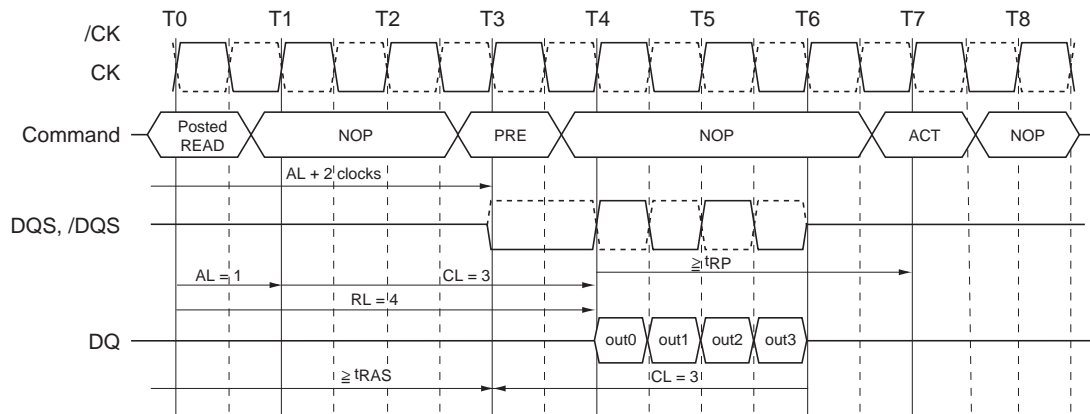 T0 T1 T2 T3 T4 T5 T6 T7 T8
/CK
CK
Command Posted READ NOP PRE NOP ACT NOP
AL + 2 clocks
DQS, /DQS
≧ tRP
AL = 1 CL = 3
RL = 4
DQ out0 out1 out2 out3
≧ tRAS CL = 3